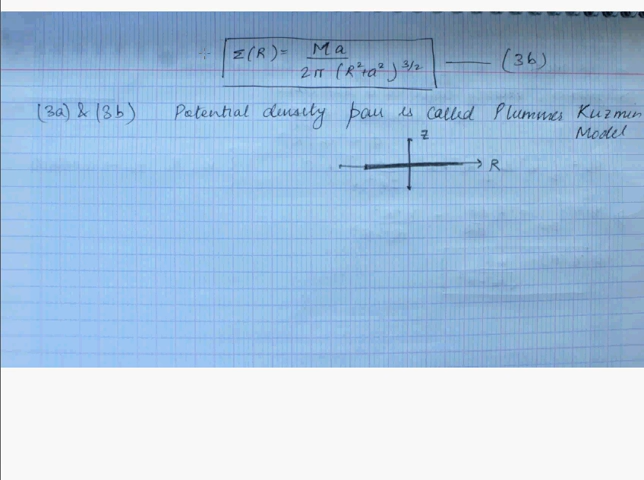 ∴ Σ(R) = Ma / 2π (R²+a²)^3/2 —— (3b)
(3a) & (3b) Potential density pair is called Plummer Kuzmin
Model
z
R